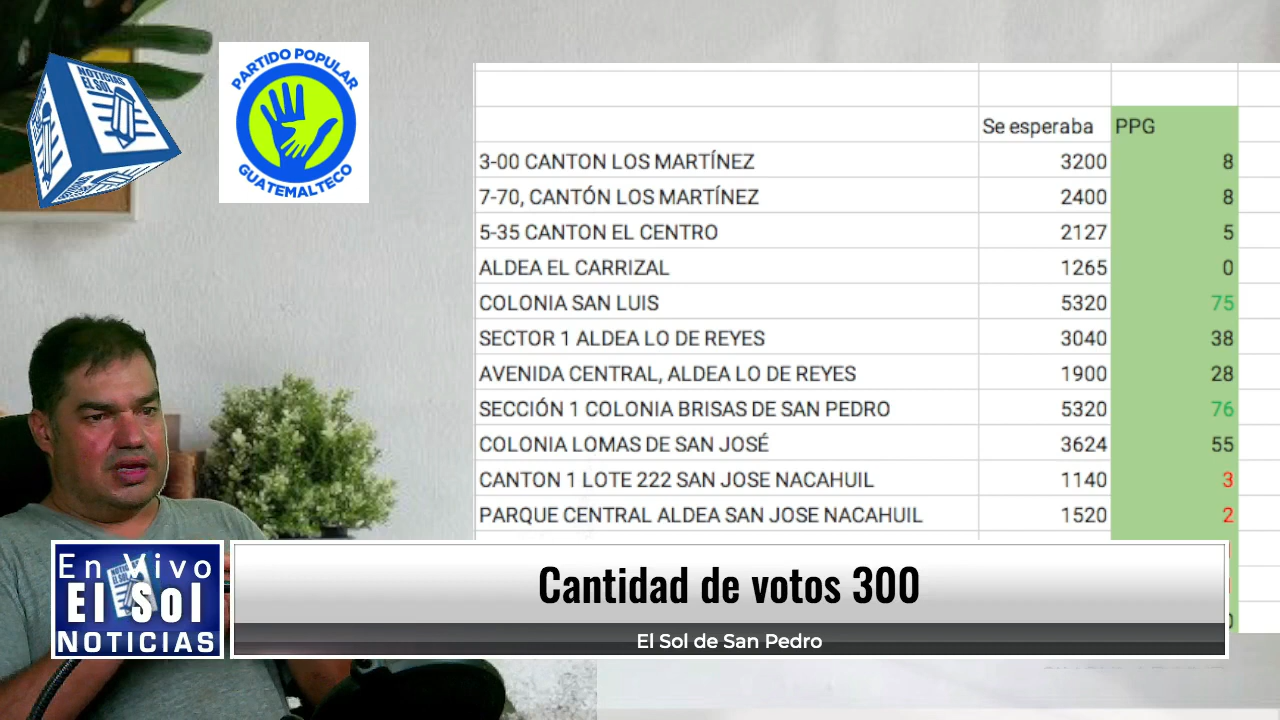 NOTICIAS
EL SOL
PARTIDO POPULAR
GUATEMALTECO
Se esperaba PPG
3-00 CANTON LOS MARTÍNEZ 3200 8
7-70, CANTÓN LOS MARTÍNEZ 2400 8
5-35 CANTON EL CENTRO 2127 5
ALDEA EL CARRIZAL 1265 0
COLONIA SAN LUIS 5320 75
SECTOR 1 ALDEA LO DE REYES 3040 38
AVENIDA CENTRAL, ALDEA LO DE REYES 1900 28
SECCIÓN 1 COLONIA BRISAS DE SAN PEDRO 5320 76
COLONIA LOMAS DE SAN JOSÉ 3624 55
CANTON 1 LOTE 222 SAN JOSE NACAHUIL 1140 3
PARQUE CENTRAL ALDEA SAN JOSE NACAHUIL 1520 2
En Vivo
El Sol
NOTICIAS
Cantidad de votos 300
El Sol de San Pedro